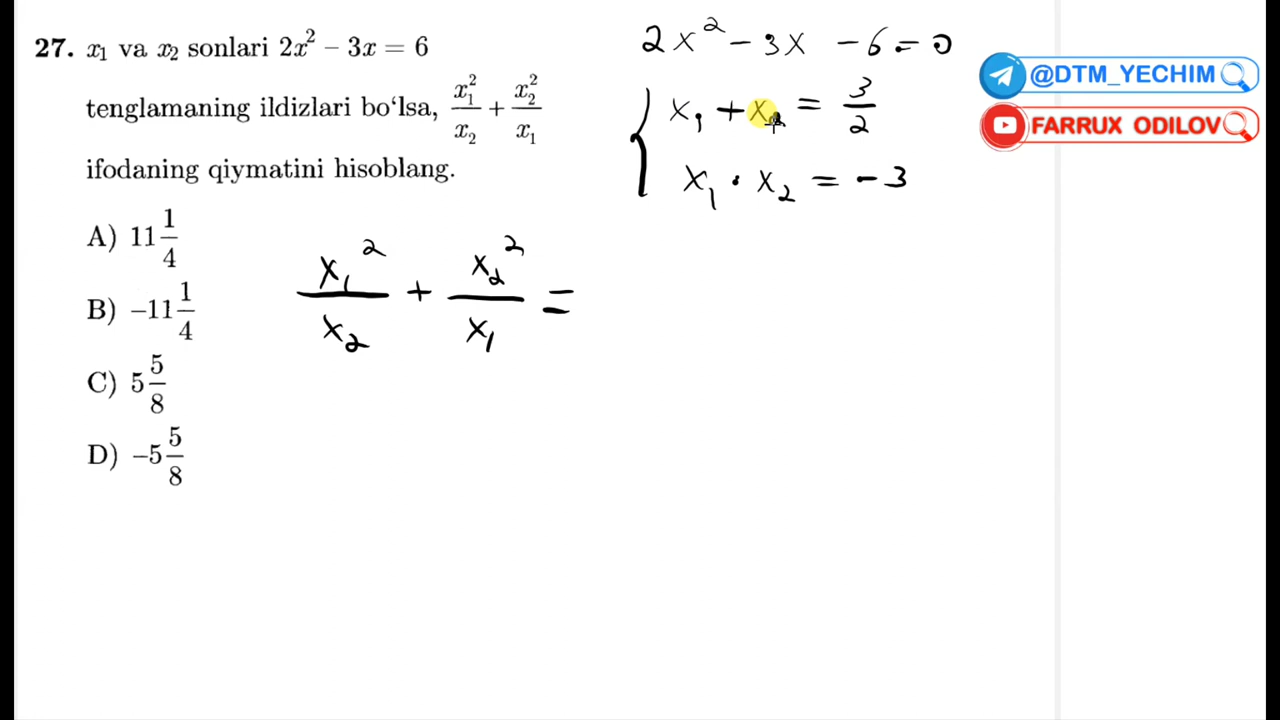 27. x₁ va x₂ sonlari 2x² – 3x = 6
tenglamaning ildizlari bo‘lsa, x₁²/x₂ + x₂²/x₁
ifodaning qiymatini hisoblang.
A) 11 1/4
B) –11 1/4
C) 5 5/8
D) –5 5/8
2x² – 3x – 6 = 0
x₁ + x₂ = 3/2
x₁ · x₂ = –3
x₁²/x₂ + x₂²/x₁ =
@DTM_YECHIM
FARRUX ODILOV